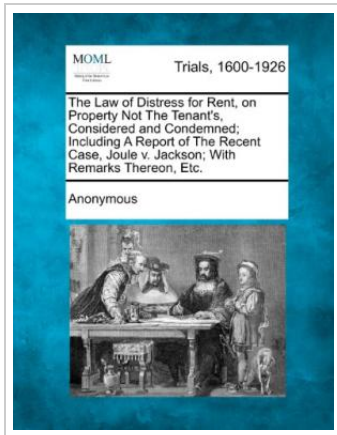 MOML
Trials, 1600-1926
The Law of Distress for Rent, on
Property Not The Tenant's,
Considered and Condemned;
Including A Report of The Recent
Case, Joule v. Jackson; With
Remarks Thereon, Etc.
Anonymous